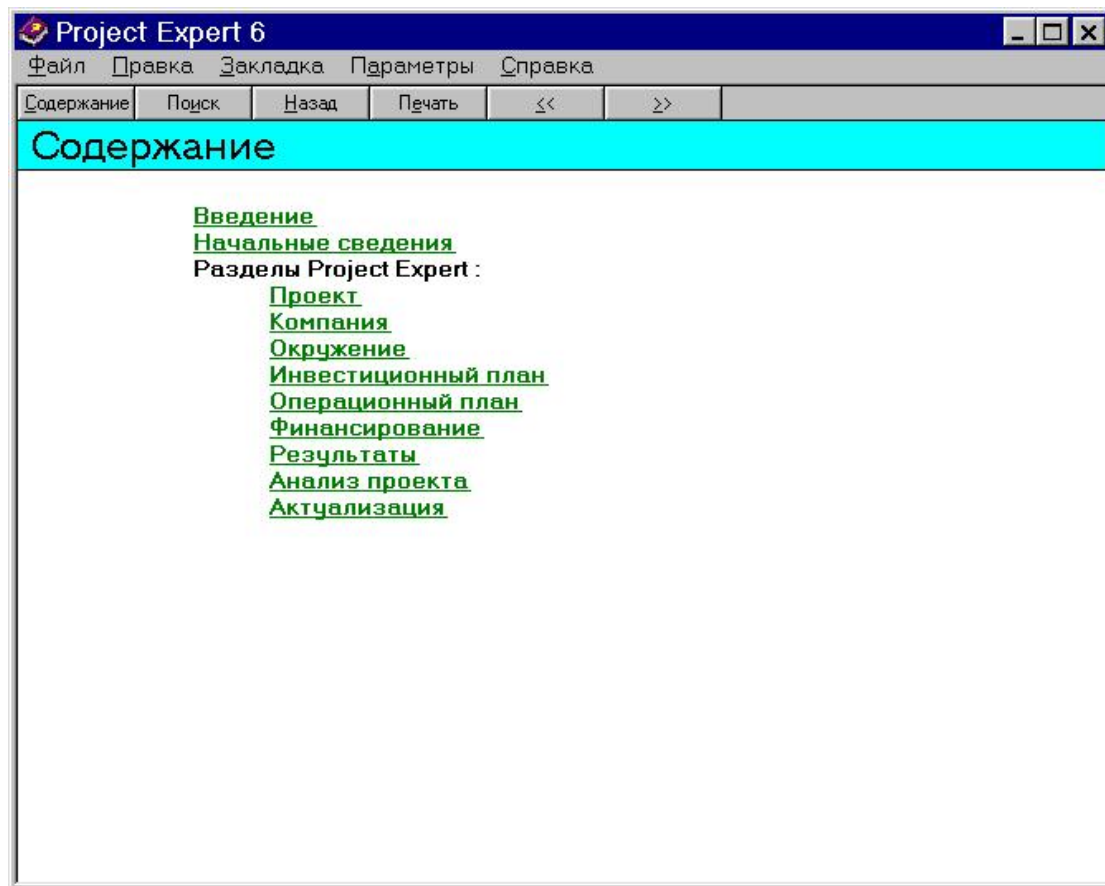 Project Expert 6
Файл Правка Закладка Параметры Справка
Содержание Поиск Назад Печать << >>
Содержание
Введение
Начальные сведения
Разделы Project Expert :
Проект
Компания
Окружение
Инвестиционный план
Операционный план
Финансирование
Результаты
Анализ проекта
Актуализация